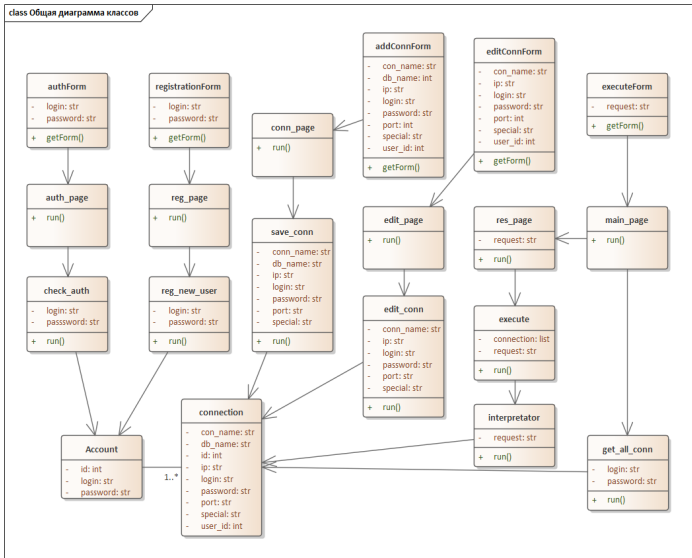 class Общая диаграмма классов
authForm
- login: str
- password: str
+ getForm()
registrationForm
- login: str
- password: str
+ getForm()
addConnForm
- con_name: str
- db_name: int
- ip: str
- login: str
- password: str
- port: int
- special: str
- user_id: int
+ getForm()
editConnForm
- con_name: str
- ip: str
- login: str
- password: str
- port: int
- special: str
- user_id: int
+ getForm()
executeForm
- request: str
+ getForm()
conn_page
+ run()
auth_page
+ run()
reg_page
+ run()
save_conn
- conn_name: str
- db_name: str
- ip: str
- login: str
- password: str
- port: str
- special: str
+ run()
edit_page
+ run()
res_page
- request: str
+ run()
main_page
+ run()
check_auth
- login: str
- passsword: str
+ run()
reg_new_user
- login: str
- password: str
+ run()
edit_conn
- conn_name: str
- ip: str
- login: str
- password: str
- port: str
- special: str
+ run()
execute
- connection: list
- request: str
+ run()
connection
- con_name: str
- db_name: str
- id: int
- ip: str
- login: str
- password: str
- port: str
- special: str
- user_id: int
interpretator
- request: str
+ run()
Account
- id: int
- login: str
- password: str
1..*
get_all_conn
- login: str
- password: str
+ run()